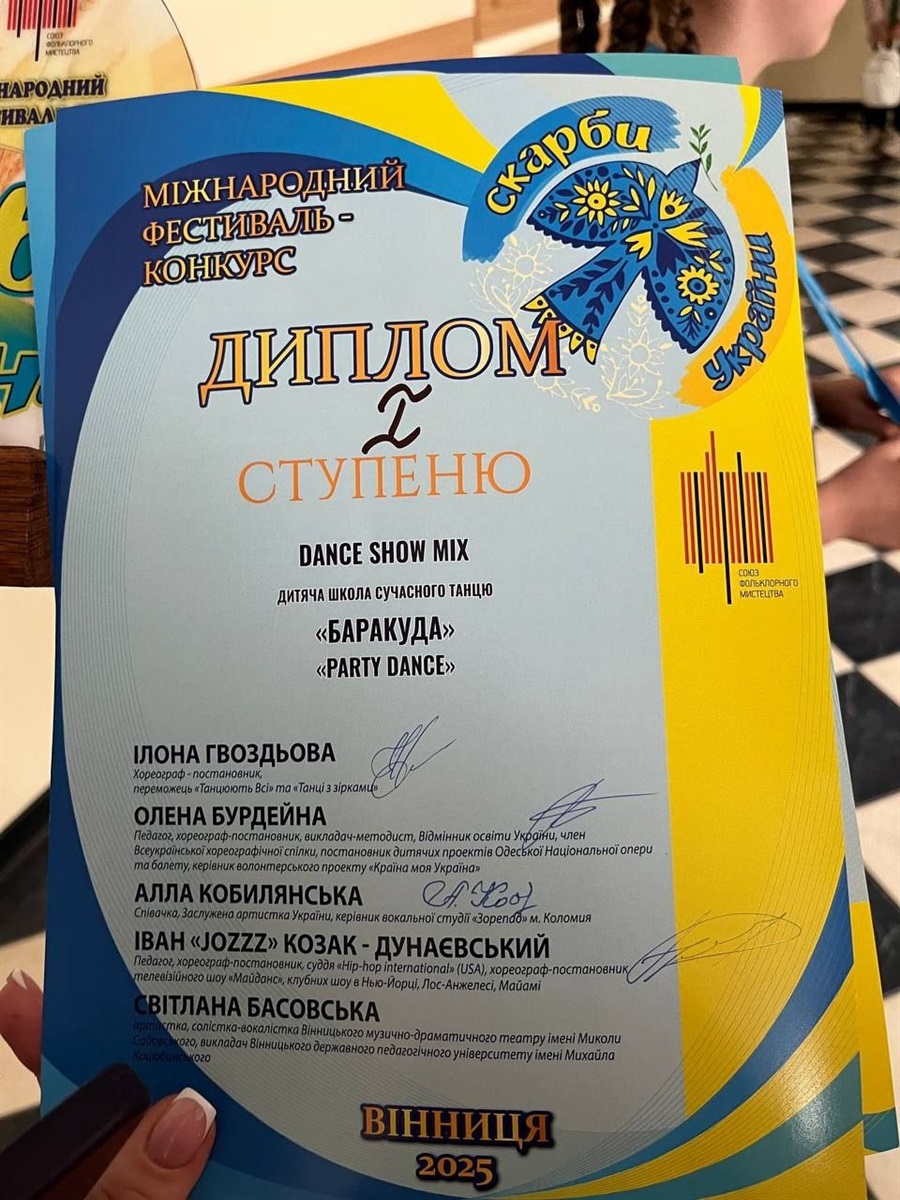 СОЮЗ
ФОЛЬКЛОРНОГО
МИСТЕЦТВА
МІЖНАРОДНИЙ
ФЕСТИВАЛЬ -
КОНКУРС
скарби
України
ДИПЛОМ
I
СТУПЕНЮ
СОЮЗ
ФОЛЬКЛОРНОГО
МИСТЕЦТВА
DANCE SHOW MIX
ДИТЯЧА ШКОЛА СУЧАСНОГО ТАНЦЮ
«БАРАКУДА»
«PARTY DANCE»
ІЛОНА ГВОЗДЬОВА
Хореограф - постановник,
переможець «Танцюють Всі» та «Танці з зірками»
ОЛЕНА БУРДЕЙНА
Педагог, хореограф-постановник, викладач-методист, Відмінник освіти України, член
Всеукраїнської хореографічної спілки, постановник дитячих проектів Одеської Національної опери
та балету, керівник волонтерського проекту «Країна моя Україна»
АЛЛА КОБИЛЯНСЬКА
Співачка, Заслужена артистка України, керівник вокальної студії «Зорепад» м. Коломия
ІВАН «JOZZZ» КОЗАК - ДУНАЄВСЬКИЙ
Педагог, хореограф-постановник, суддя «Hip-hop international» (USA), хореограф-постановник
телевізійного шоу «Майданс», клубних шоу в Нью-Йорці, Лос-Анжелесі, Майамі
СВІТЛАНА БАСОВСЬКА
артистка, солістка-вокалістка Вінницького музично-драматичного театру імені Миколи
Садовського, викладач Вінницького державного педагогічного університету імені Михайла
Коцюбинського
ВІННИЦЯ
2025